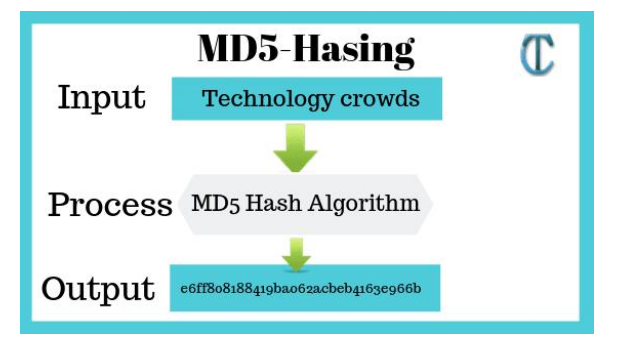 MD5-Hasing
TC
Input
Technology crowds
Process
MD5 Hash Algorithm
Output
e6ff808188419ba062acbeb4163e966b